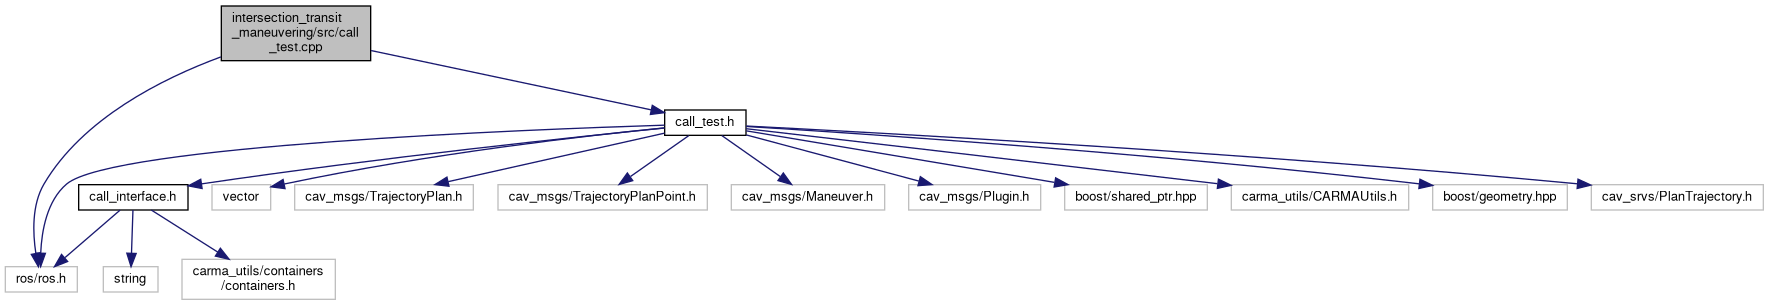 intersection_transit
_maneuvering/src/call
_test.cpp
call_test.h
call_interface.h
vector
cav_msgs/TrajectoryPlan.h
cav_msgs/TrajectoryPlanPoint.h
cav_msgs/Maneuver.h
cav_msgs/Plugin.h
boost/shared_ptr.hpp
carma_utils/CARMAUtils.h
boost/geometry.hpp
cav_srvs/PlanTrajectory.h
ros/ros.h
string
carma_utils/containers
/containers.h